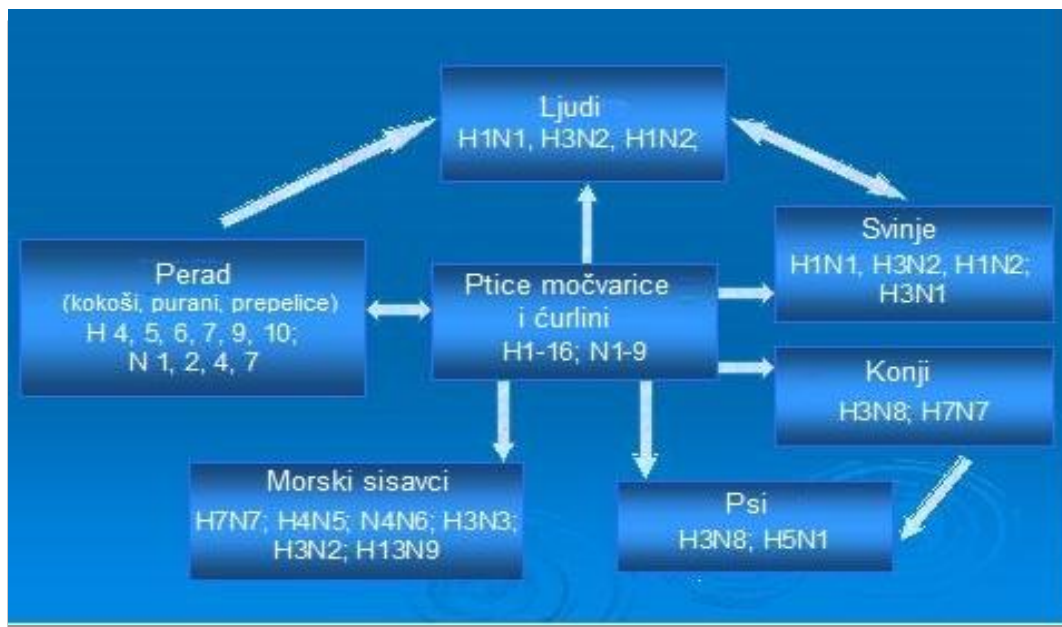 Ljudi
H1N1, H3N2, H1N2;
Svinje
H1N1, H3N2, H1N2;
H3N1
Perad
(kokoši, purani, prepelice)
H 4, 5, 6, 7, 9, 10;
N 1, 2, 4, 7
Ptice močvarice
i ćurlini
H1-16; N1-9
Konji
H3N8; H7N7
Morski sisavci
H7N7; H4N5; N4N6; H3N3;
H3N2; H13N9
Psi
H3N8, H5N1